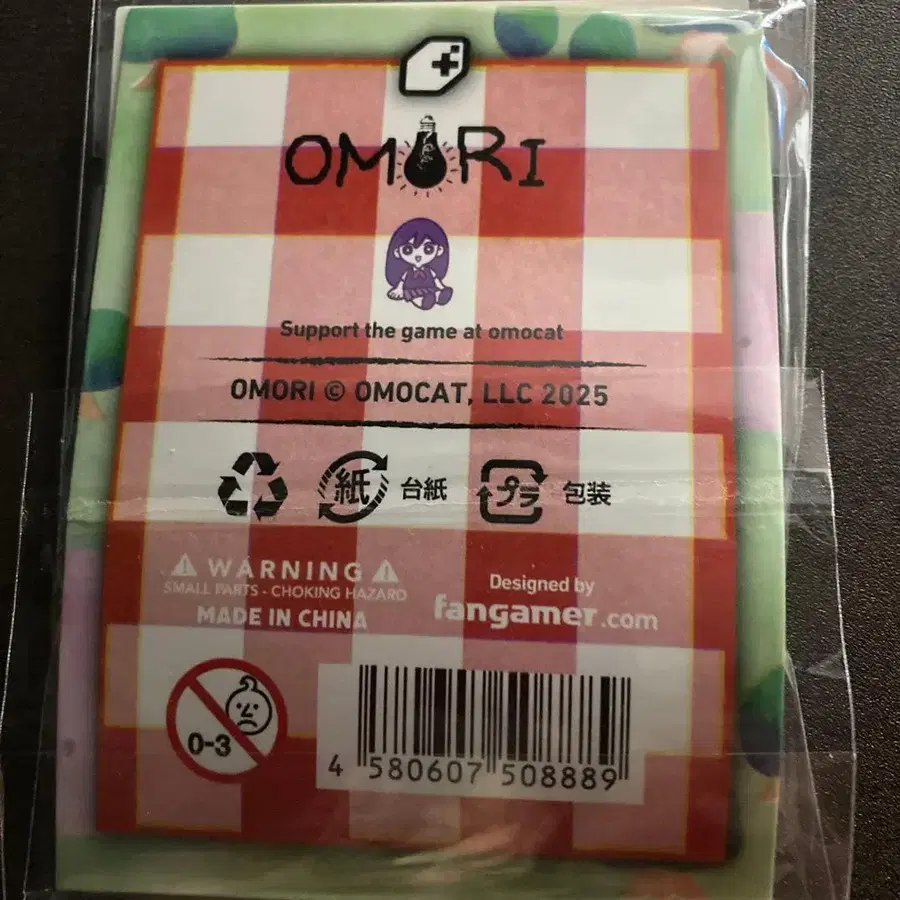 OMORI
Support the game at omocat
OMORI © OMOCAT, LLC 2025
紙 台紙 プラ 包装
WARNING
SMALL PARTS - CHOKING HAZARD
MADE IN CHINA
Designed by
fangamer.com
0-3
4 580607 508889